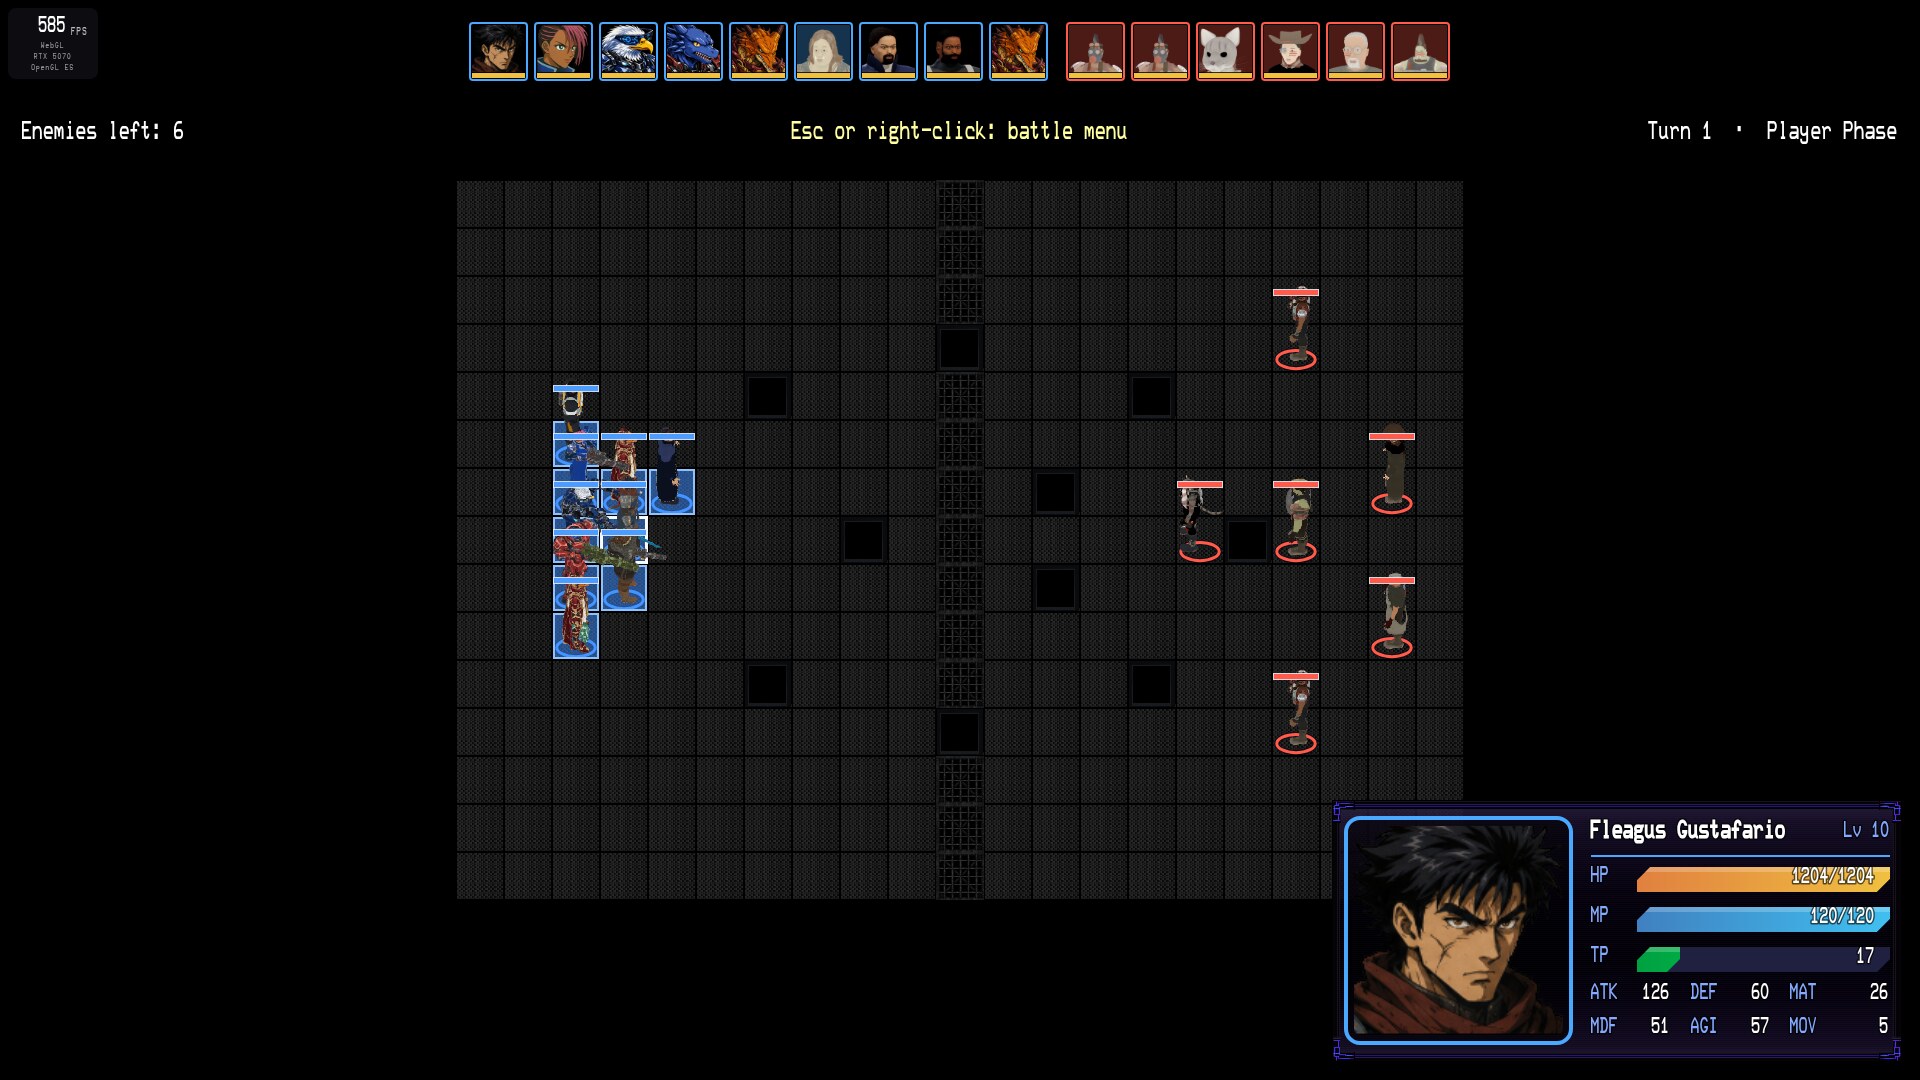 585 FPS
WebGL
RTX 5070
OpenGL ES
Enemies left: 6
Esc or right-click: battle menu
Turn 1 · Player Phase
Fleagus Gustafario Lv 10
HP 1204/1204
MP 120/120
TP 17
ATK 126 DEF 60 MAT 26
MDF 51 AGI 57 MOV 5